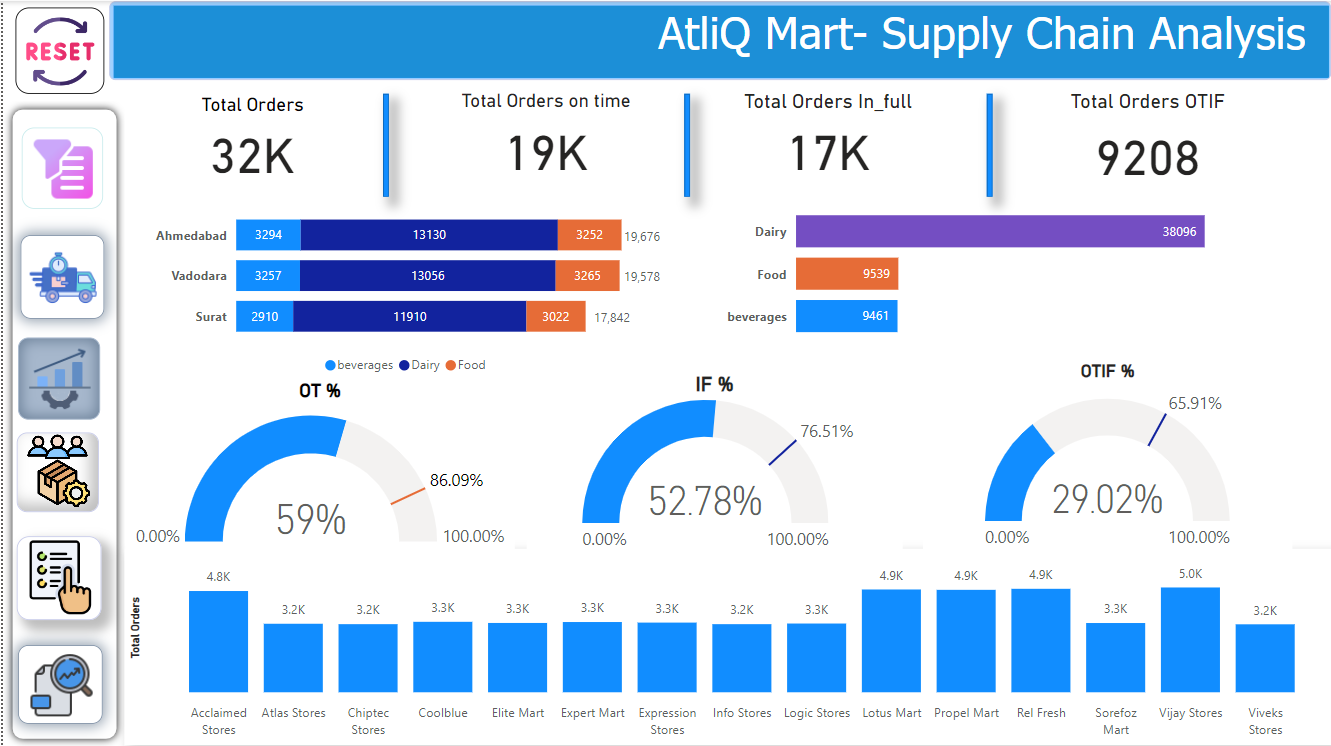 RESET
AtliQ Mart- Supply Chain Analysis
Total Orders
32K
Total Orders on time
19K
Total Orders In_full
17K
Total Orders OTIF
9208
Ahmedabad 3294 13130 3252 19,676
Vadodara 3257 13056 3265 19,578
Surat 2910 11910 3022 17,842
beverages Dairy Food
Dairy 38096
Food 9539
beverages 9461
OT %
86.09%
59%
0.00% 100.00%
IF %
76.51%
52.78%
0.00% 100.00%
OTIF %
65.91%
29.02%
0.00% 100.00%
Total Orders
4.8K 3.2K 3.2K 3.3K 3.3K 3.3K 3.3K 3.2K 3.3K 4.9K 4.9K 4.9K 3.3K 5.0K 3.2K
Acclaimed Atlas Stores Chiptec Coolblue Elite Mart Expert Mart Expression Info Stores Logic Stores Lotus Mart Propel Mart Rel Fresh Sorefoz Vijay Stores Viveks
Stores Stores Stores Mart Stores